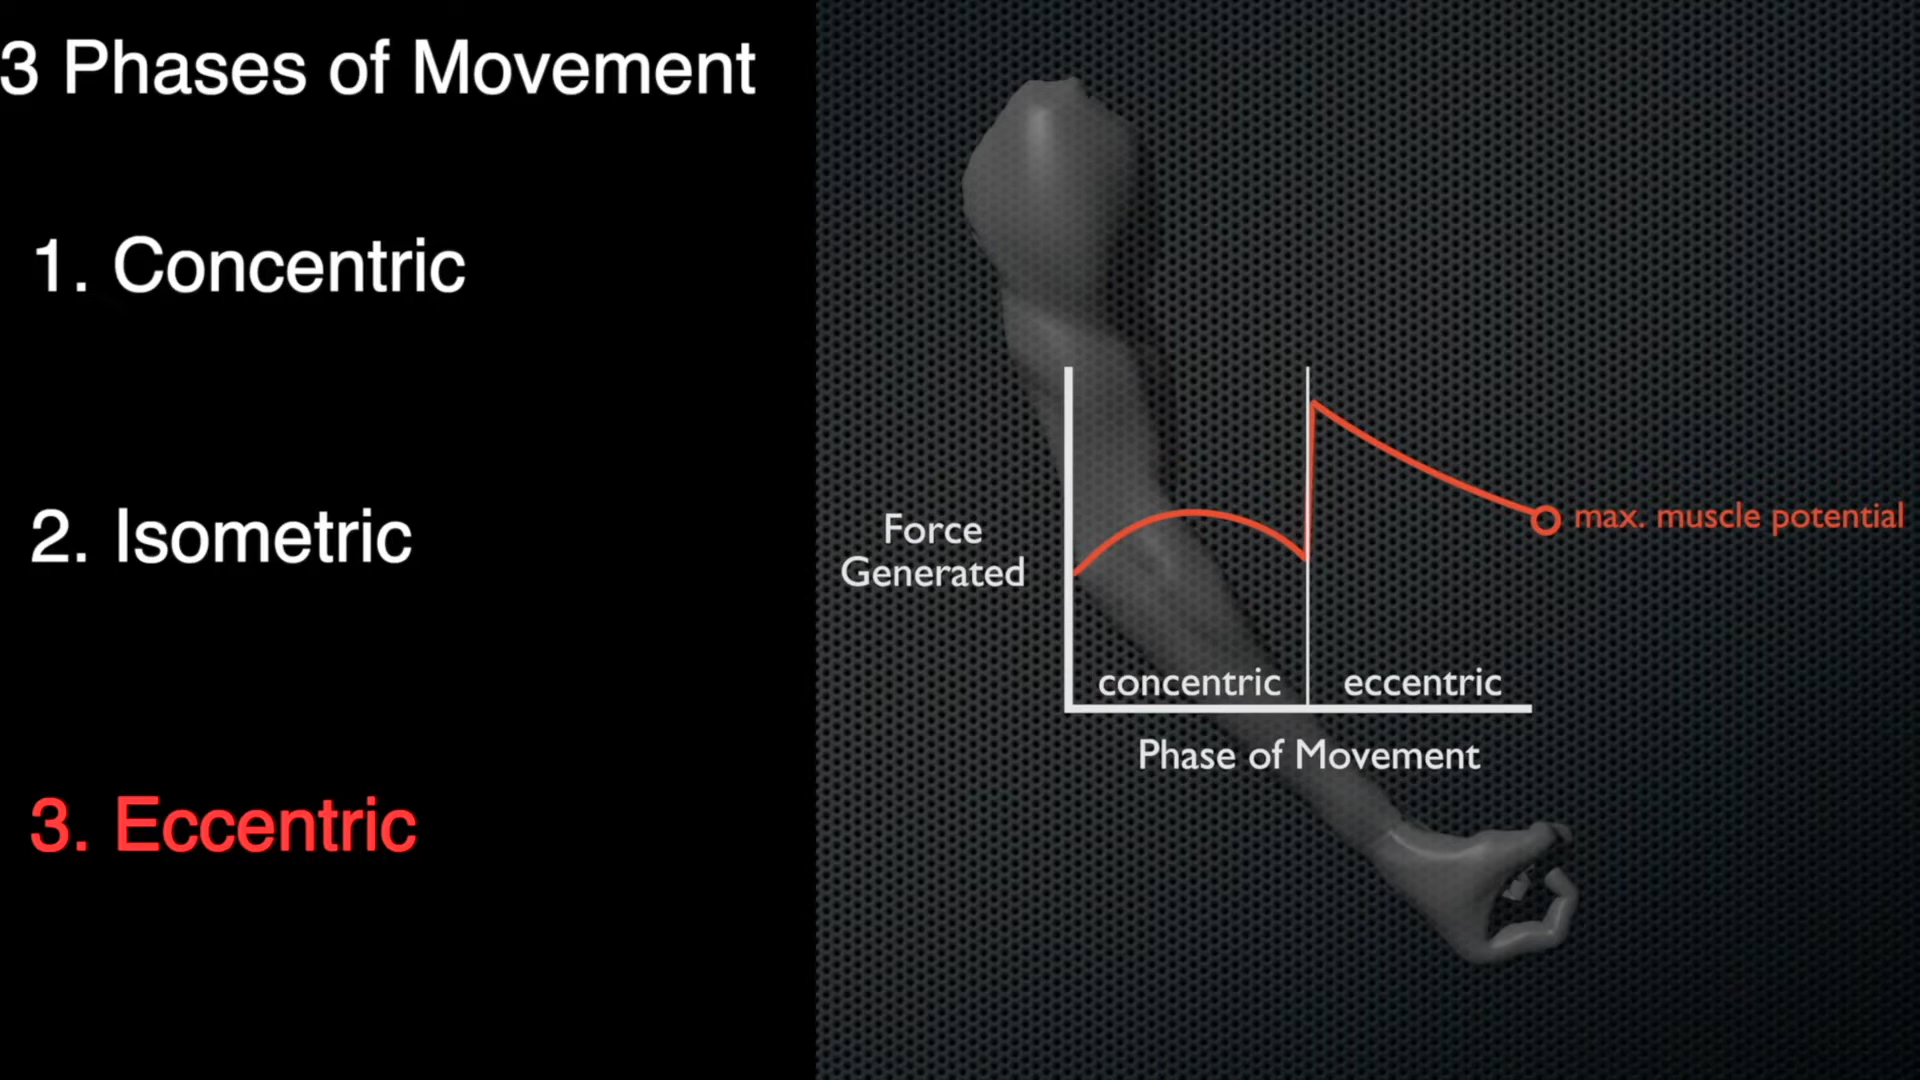 3 Phases of Movement
1. Concentric
2. Isometric
3. Eccentric
Force
Generated
max. muscle potential
concentric
eccentric
Phase of Movement